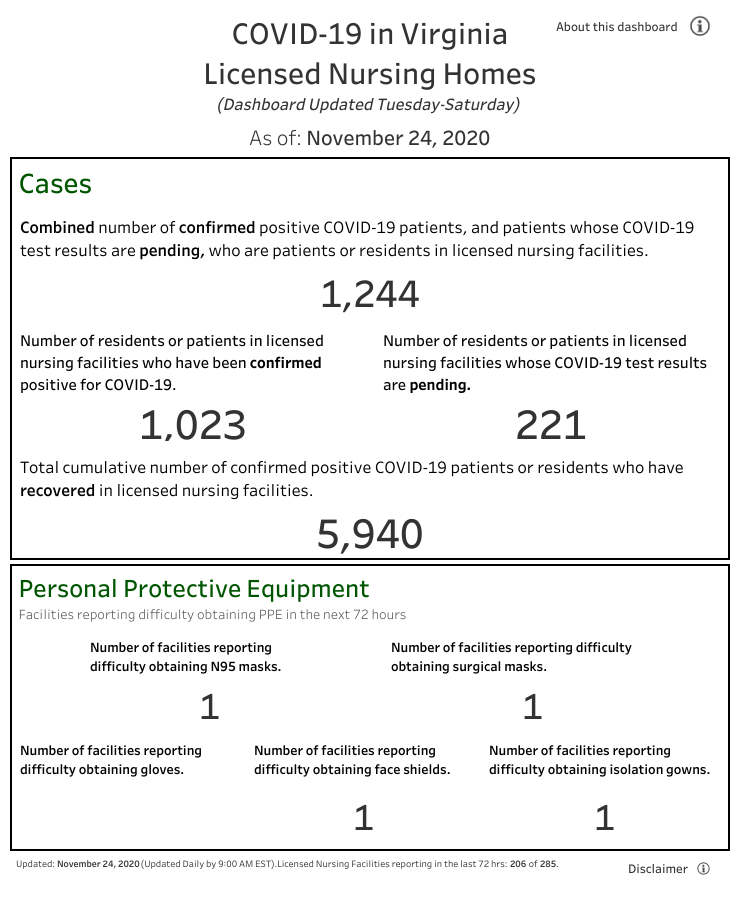 COVID-19 in Virginia
Licensed Nursing Homes
About this dashboard
(Dashboard Updated Tuesday-Saturday)
As of: November 24, 2020
Cases
Combined number of confirmed positive COVID-19 patients, and patients whose COVID-19
test results are pending, who are patients or residents in licensed nursing facilities.
1,244
Number of residents or patients in licensed
nursing facilities who have been confirmed
positive for COVID-19.
1,023
Number of residents or patients in licensed
nursing facilities whose COVID-19 test results
are pending.
221
Total cumulative number of confirmed positive COVID-19 patients or residents who have
recovered in licensed nursing facilities.
5,940
Personal Protective Equipment
Facilities reporting difficulty obtaining PPE in the next 72 hours
Number of facilities reporting
difficulty obtaining N95 masks.
1
Number of facilities reporting difficulty
obtaining surgical masks.
1
Number of facilities reporting
difficulty obtaining gloves.
Number of facilities reporting
difficulty obtaining face shields.
1
Number of facilities reporting
difficulty obtaining isolation gowns.
1
Updated: November 24, 2020 (Updated Daily by 9:00 AM EST).Licensed Nursing Facilities reporting in the last 72 hrs: 206 of 285.
Disclaimer